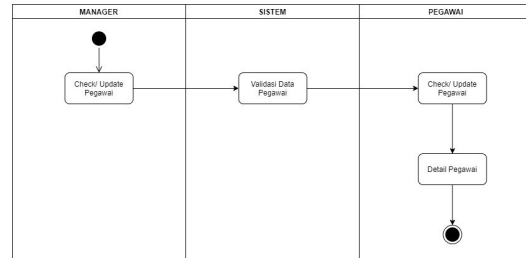 MANAGER
SISTEM
PEGAWAI
Check/ Update
Pegawai
Validasi Data
Pegawai
Check/ Update
Pegawai
Detail Pegawai